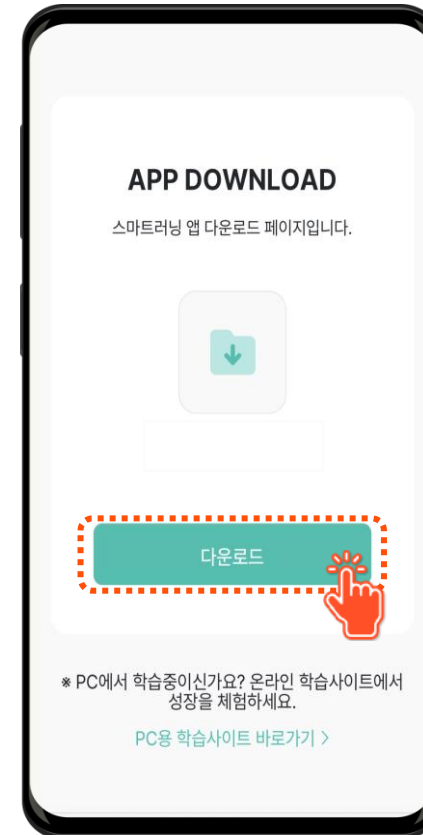 APP DOWNLOAD
스마트러닝 앱 다운로드 페이지입니다.
다운로드
※ PC에서 학습중이신가요? 온라인 학습사이트에서
성장을 체험하세요.
PC용 학습사이트 바로가기 >